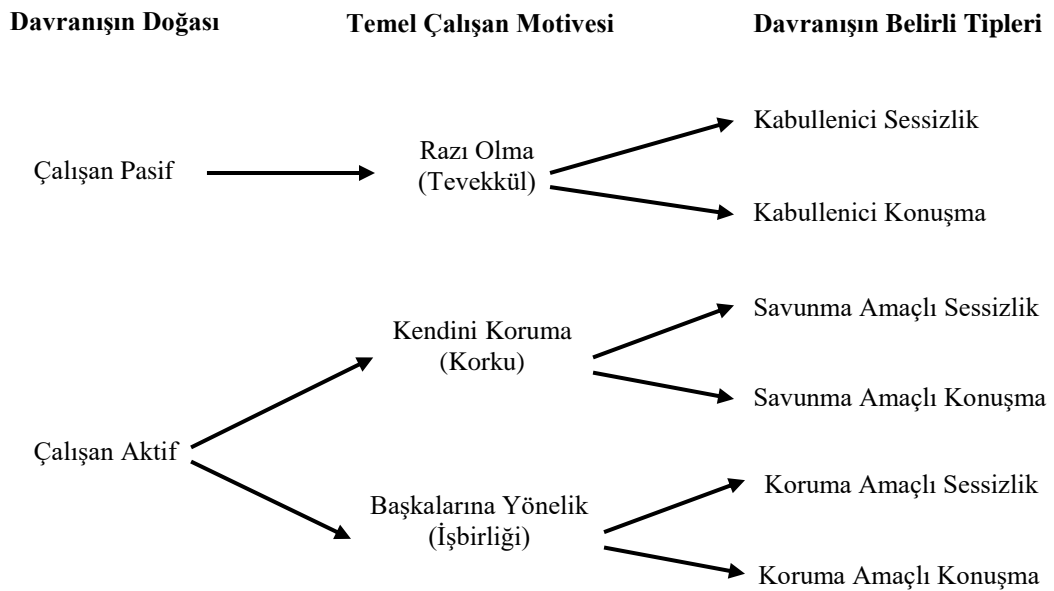 Davranışın Doğası
Temel Çalışan Motivesi
Davranışın Belirli Tipleri
Çalışan Pasif
Razı Olma
(Tevekkül)
Kabullenici Sessizlik
Kabullenici Konuşma
Çalışan Aktif
Kendini Koruma
(Korku)
Savunma Amaçlı Sessizlik
Savunma Amaçlı Konuşma
Başkalarına Yönelik
(İşbirliği)
Koruma Amaçlı Sessizlik
Koruma Amaçlı Konuşma